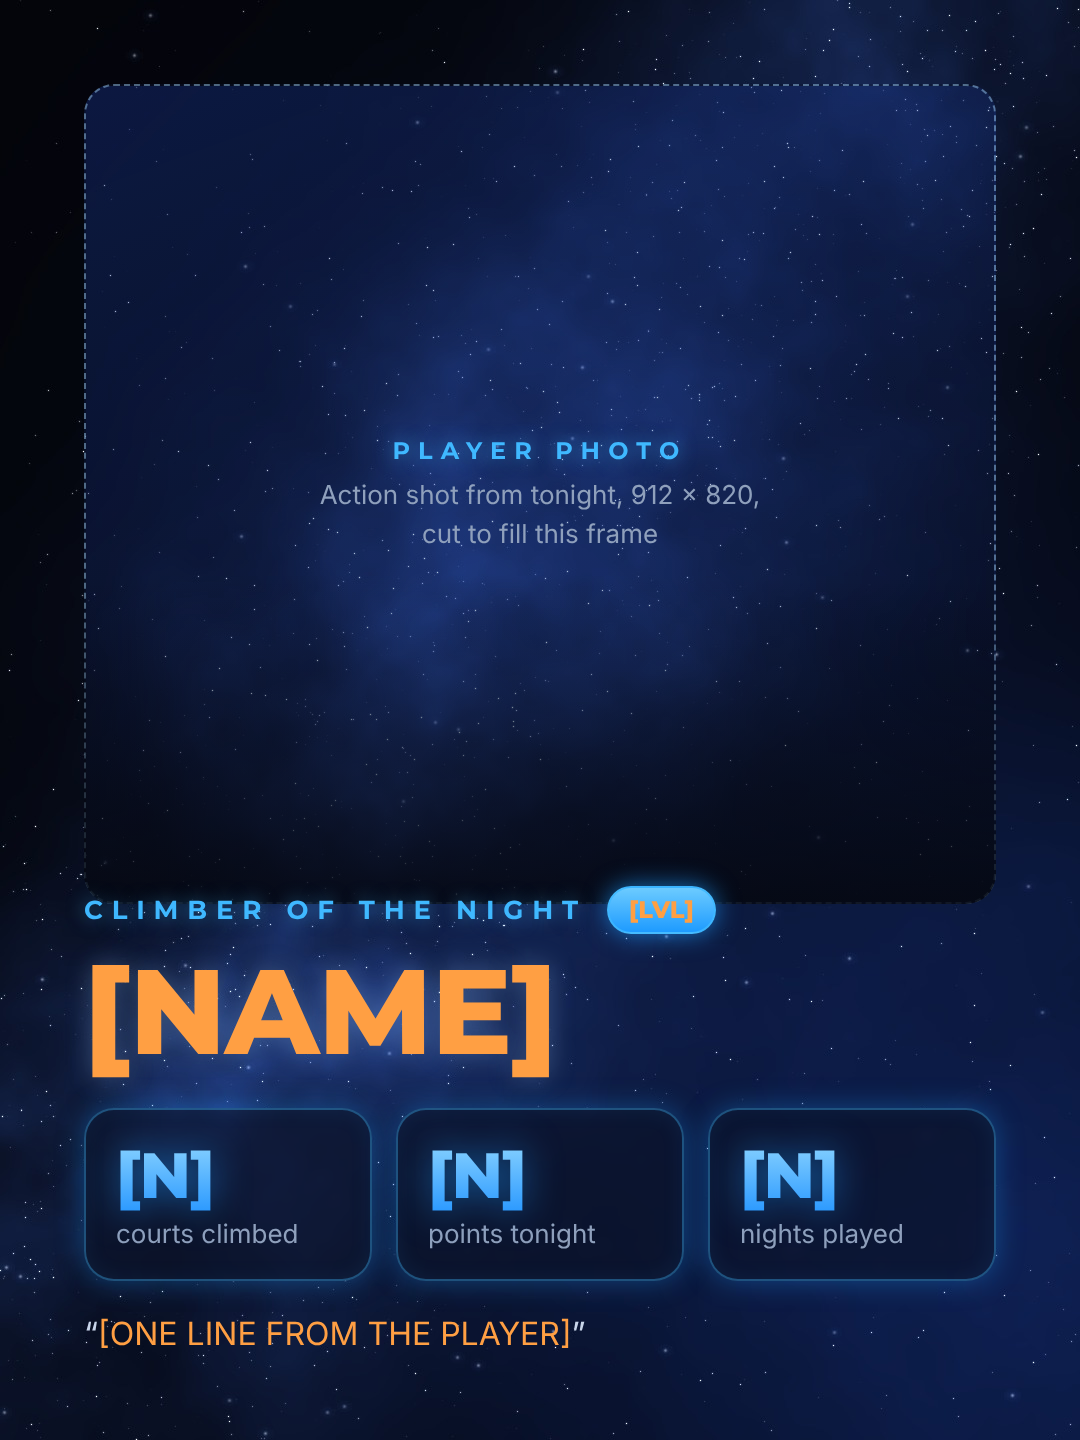 PLAYER PHOTO
Action shot from tonight, 912 × 820,
cut to fill this frame
CLIMBER OF THE NIGHT [LVL]
[NAME]
[N] [N] [N]
courts climbed points tonight nights played
“[ONE LINE FROM THE PLAYER]”